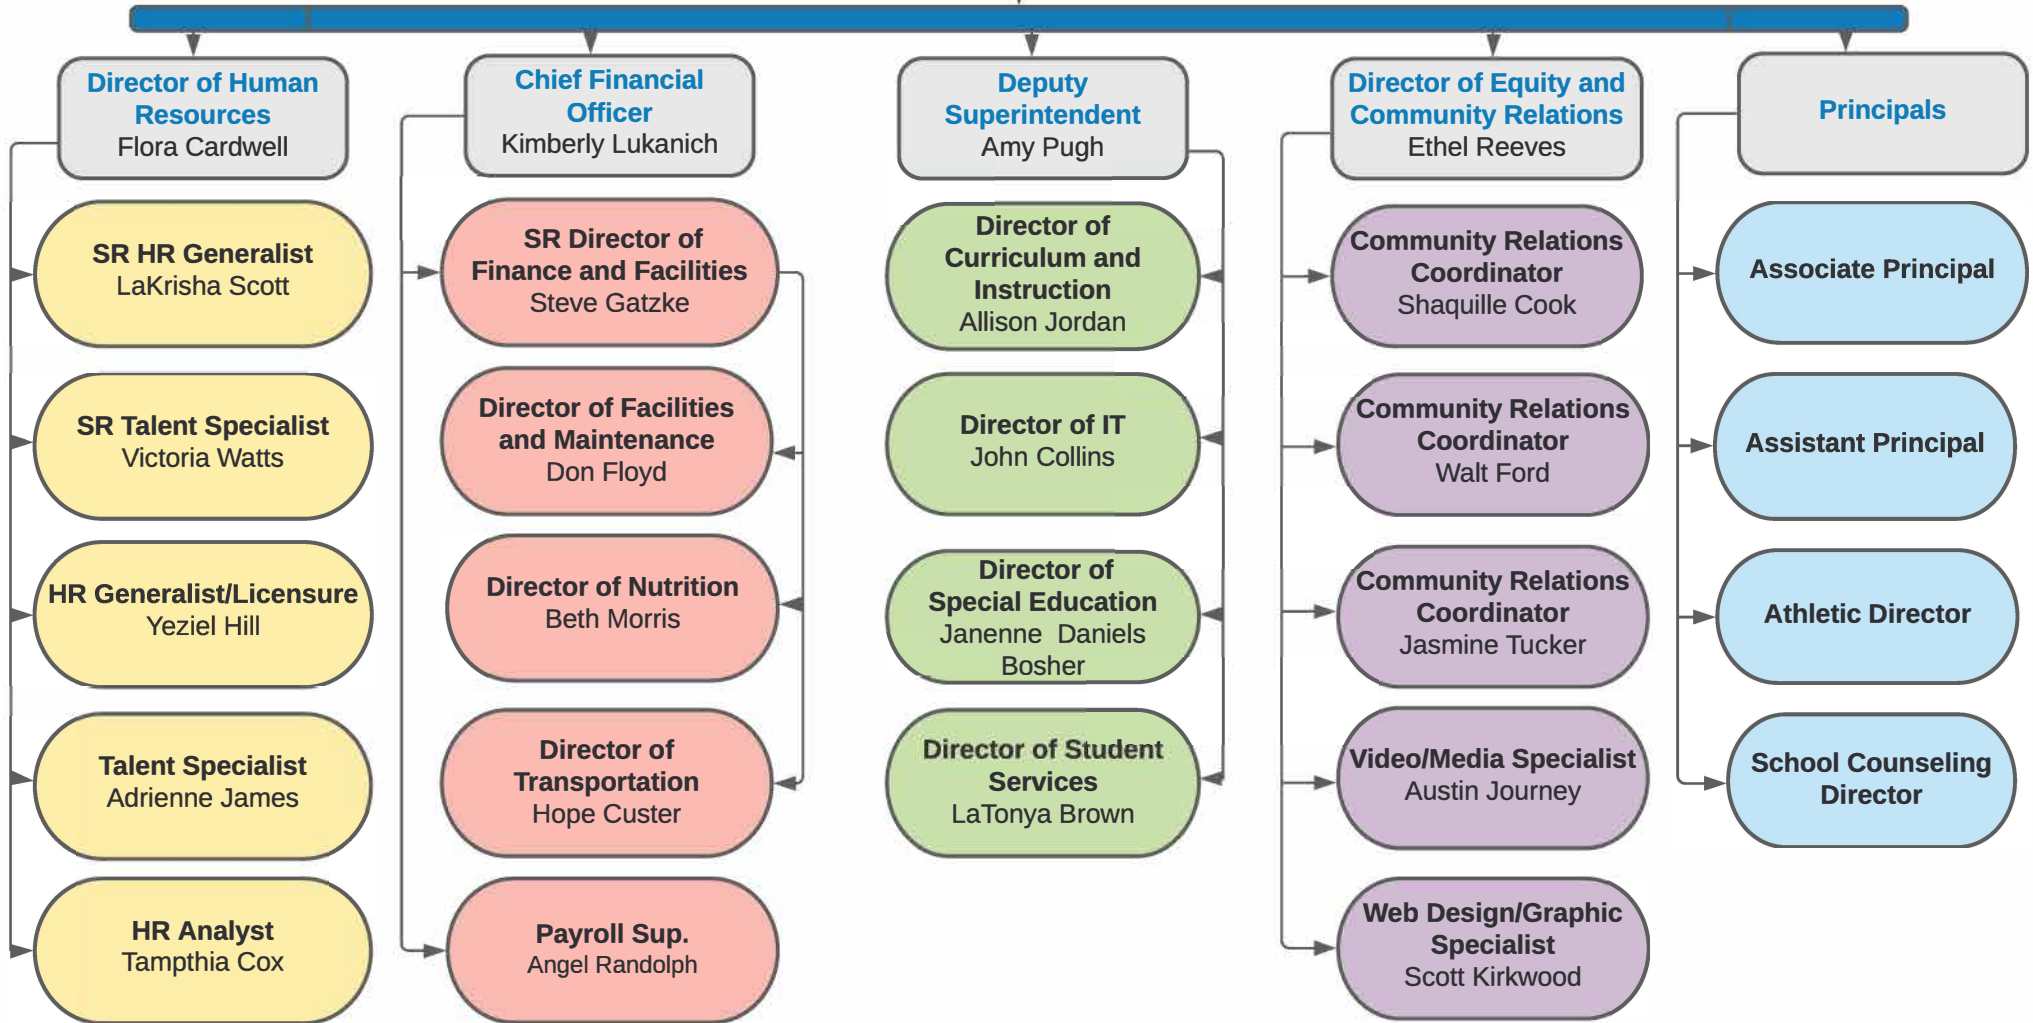 Director of Human
Resources
Flora Cardwell
SR HR Generalist
LaKrisha Scott
SR Talent Specialist
Victoria Watts
HR Generalist/Licensure
Yeziel Hill
Talent Specialist
Adrienne James
HR Analyst
Tampthia Cox
Chief Financial
Officer
Kimberly Lukanich
SR Director of
Finance and Facilities
Steve Gatzke
Director of Facilities
and Maintenance
Don Floyd
Director of Nutrition
Beth Morris
Director of
Transportation
Hope Custer
Payroll Sup.
Angel Randolph
Deputy
Superintendent
Amy Pugh
Director of
Curriculum and
Instruction
Allison Jordan
Director of IT
John Collins
Director of
Special Education
Janenne Daniels
Bosher
Director of Student
Services
LaTonya Brown
Director of Equity and
Community Relations
Ethel Reeves
Community Relations
Coordinator
Shaquille Cook
Community Relations
Coordinator
Walt Ford
Community Relations
Coordinator
Jasmine Tucker
Video/Media Specialist
Austin Journey
Web Design/Graphic
Specialist
Scott Kirkwood
Principals
Associate Principal
Assistant Principal
Athletic Director
School Counseling
Director